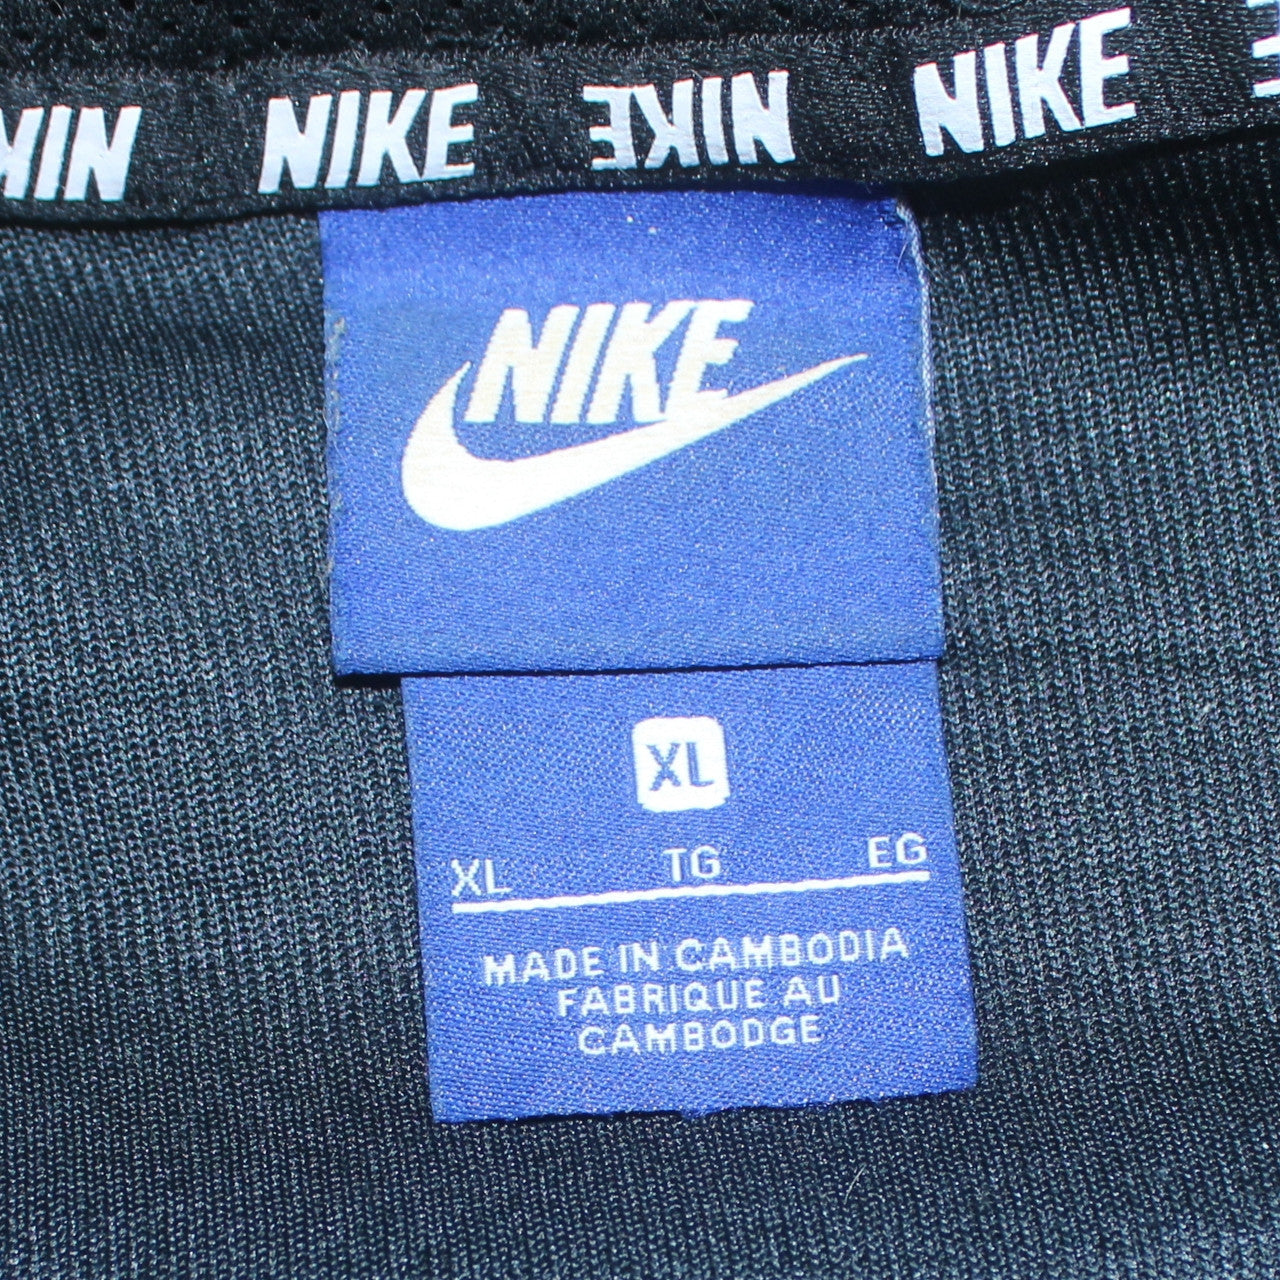 NIKE NIKE NIKE
NIKE
XL
XL TG EG
MADE IN CAMBODIA
FABRIQUE AU
CAMBODGE